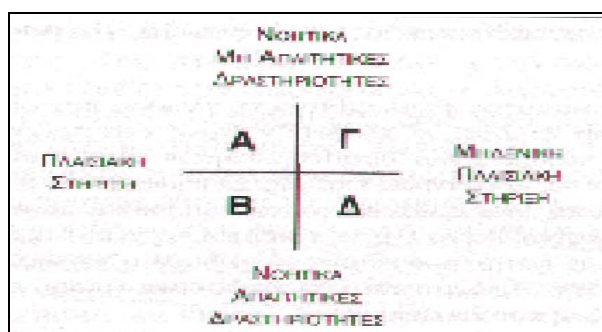 ΝΟΗΤΙΚΑ
ΜΗ ΑΠΑΙΤΗΤΙΚΕΣ
ΔΡΑΣΤΗΡΙΟΤΗΤΕΣ
Α Γ
ΠΛΑΙΣΙΑΚΗ
ΣΤΗΡΙΞΗ
ΜΗΔΕΝΙΚΗ
ΠΛΑΙΣΙΑΚΗ
ΣΤΗΡΙΞΗ
Β Δ
ΝΟΗΤΙΚΑ
ΑΠΑΙΤΗΤΙΚΕΣ
ΔΡΑΣΤΗΡΙΟΤΗΤΕΣ